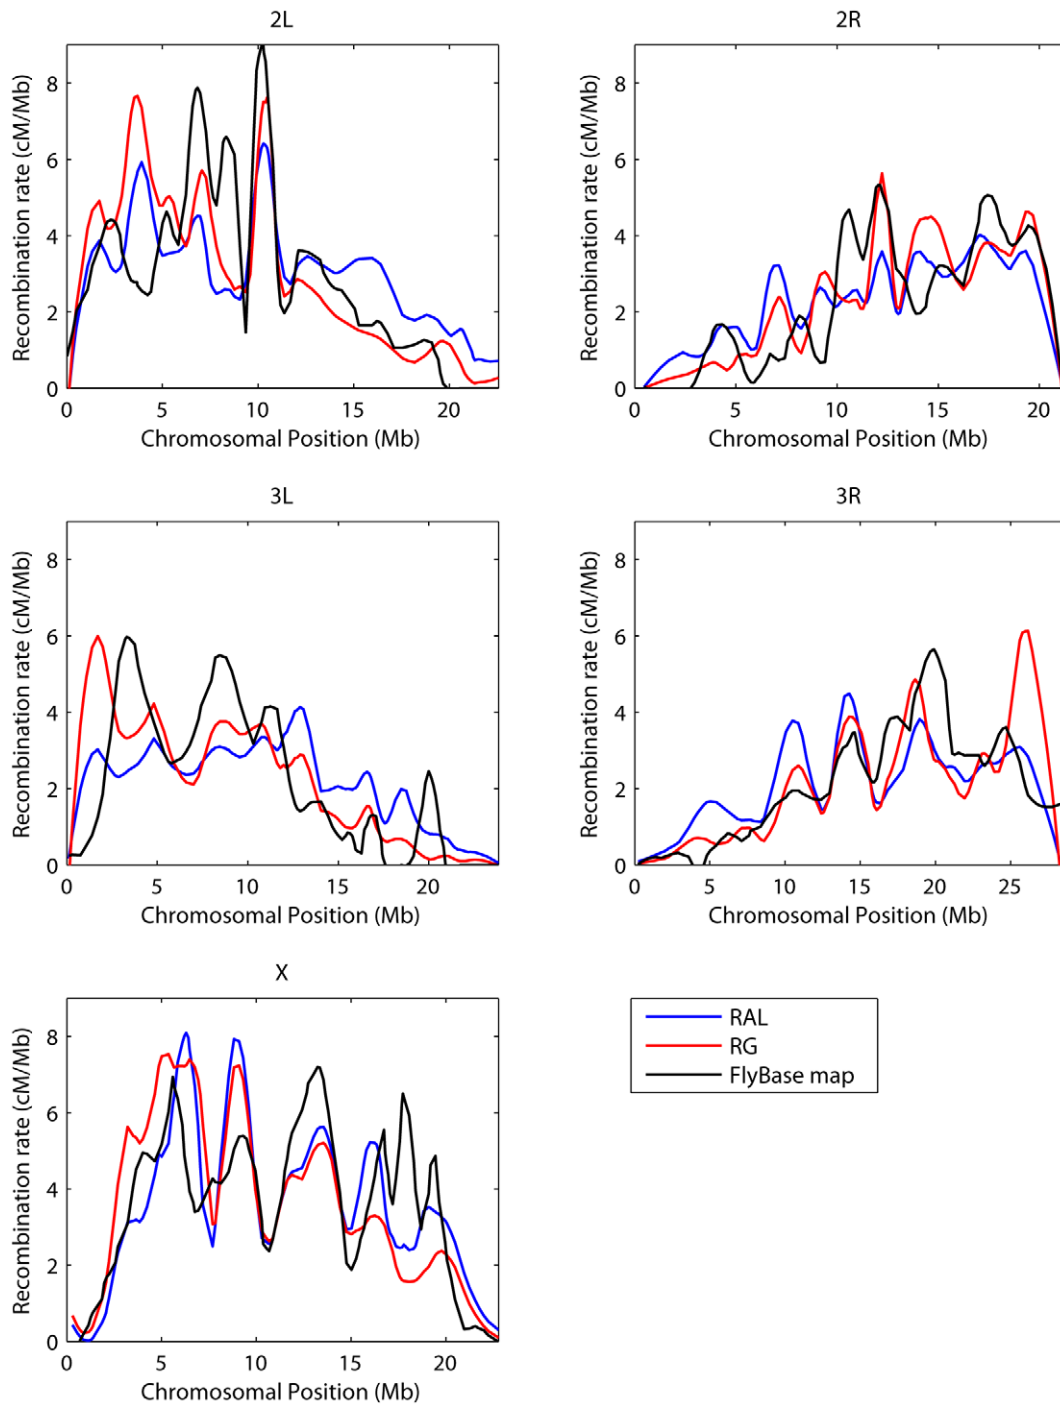 2L
Recombination rate (cM/Mb)
8
6
4
2
0
0 5 10 15 20
Chromosomal Position (Mb)
2R
Recombination rate (cM/Mb)
8
6
4
2
0
0 5 10 15 20
Chromosomal Position (Mb)
3L
Recombination rate (cM/Mb)
8
6
4
2
0
0 5 10 15 20
Chromosomal Position (Mb)
3R
Recombination rate (cM/Mb)
8
6
4
2
0
0 5 10 15 20 25
Chromosomal Position (Mb)
X
Recombination rate (cM/Mb)
8
6
4
2
0
0 5 10 15 20
Chromosomal Position (Mb)
RAL
RG
FlyBase map